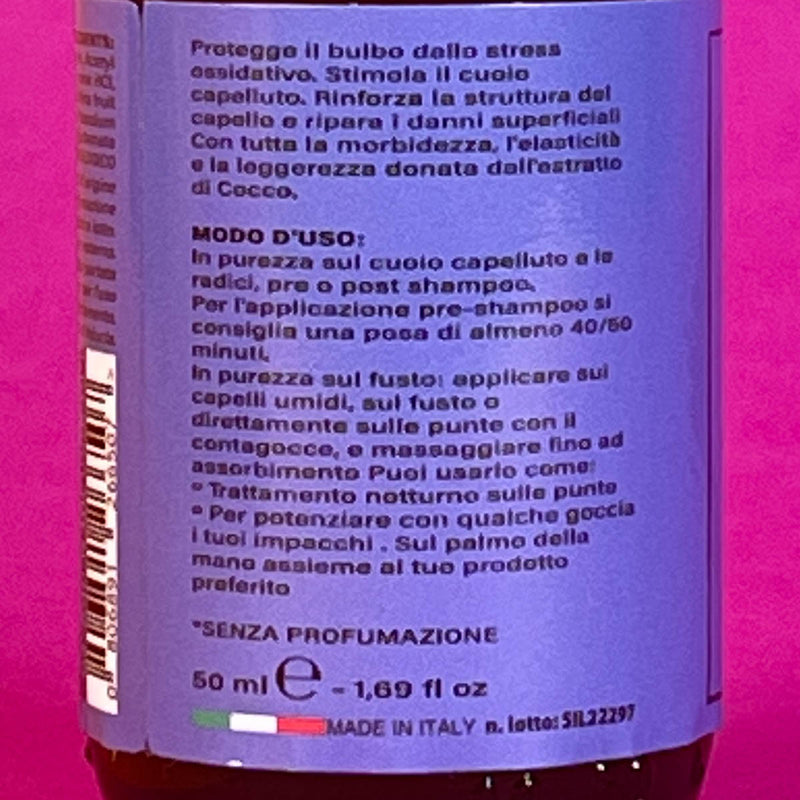 Protegge il bulbo dallo stress
ossidativo. Stimola il cuoio
capelluto. Rinforza la struttura del
capello e ripara i danni superficiali
Con tutta la morbidezza, l'elasticità
e la leggerezza donata dall'estratto
di Cocco.
MODO D'USO:
In purezza sul cuoio capelluto e le
radici, pre o post shampoo.
Per l'applicazione pre-shampoo si
consiglia una posa di almeno 40/50
minuti.
In purezza sul fusto: applicare sui
capelli umidi, sul fusto o
direttamente sulle punte con il
contagocce, e massaggiare fino ad
assorbimento Puoi usarlo come:
° Trattamento notturno sulle punte
° Per potenziare con qualche goccia
i tuoi impacchi . Sul palmo della
mano assieme al tuo prodotto
preferito
*SENZA PROFUMAZIONE
50 ml e - 1,69 fl oz
MADE IN ITALY n. lotto: SIL22297